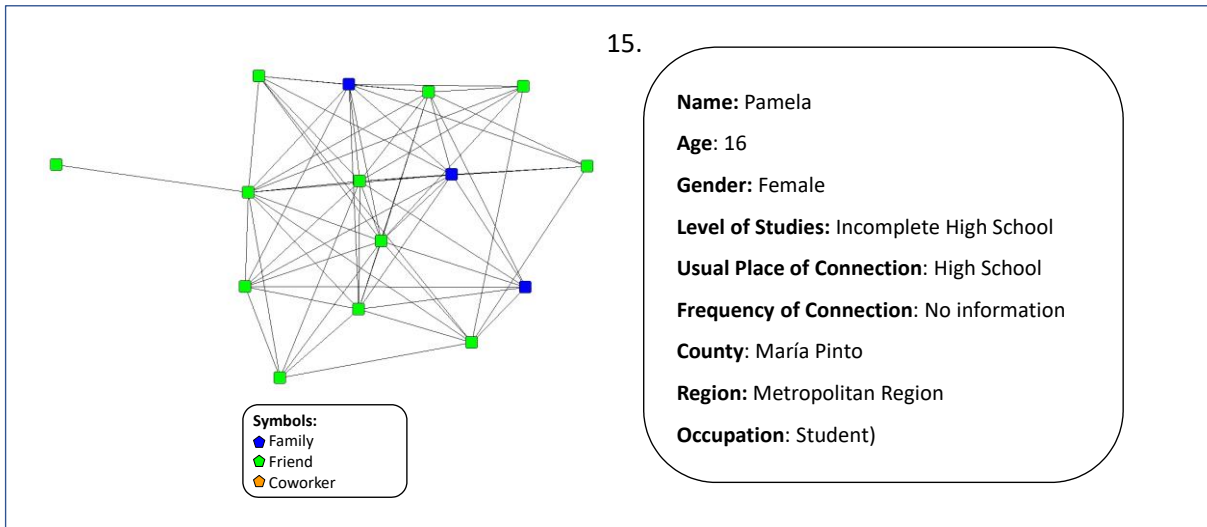 15.
Name: Pamela
Age: 16
Gender: Female
Level of Studies: Incomplete High School
Usual Place of Connection: High School
Frequency of Connection: No information
County: María Pinto
Region: Metropolitan Region
Occupation: Student)
Symbols:
Family
Friend
Coworker